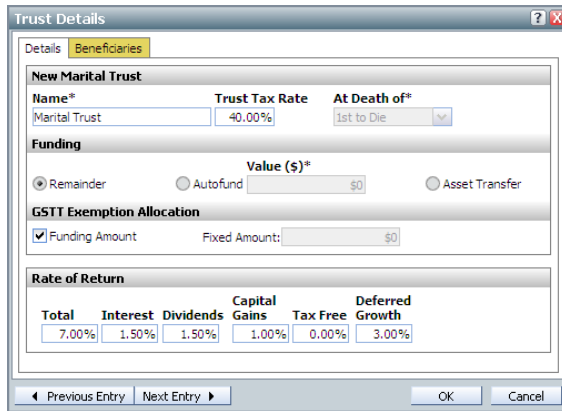 Trust Details
? X
Details Beneficiaries
New Marital Trust
Name* Trust Tax Rate At Death of*
Marital Trust 40.00% 1st to Die
Funding
Value ($)*
Remainder Autofund $0 Asset Transfer
GSTT Exemption Allocation
Funding Amount Fixed Amount: $0
Rate of Return
Capital Deferred
Total Interest Dividends Gains Tax Free Growth
7.00% 1.50% 1.50% 1.00% 0.00% 3.00%
Previous Entry Next Entry OK Cancel